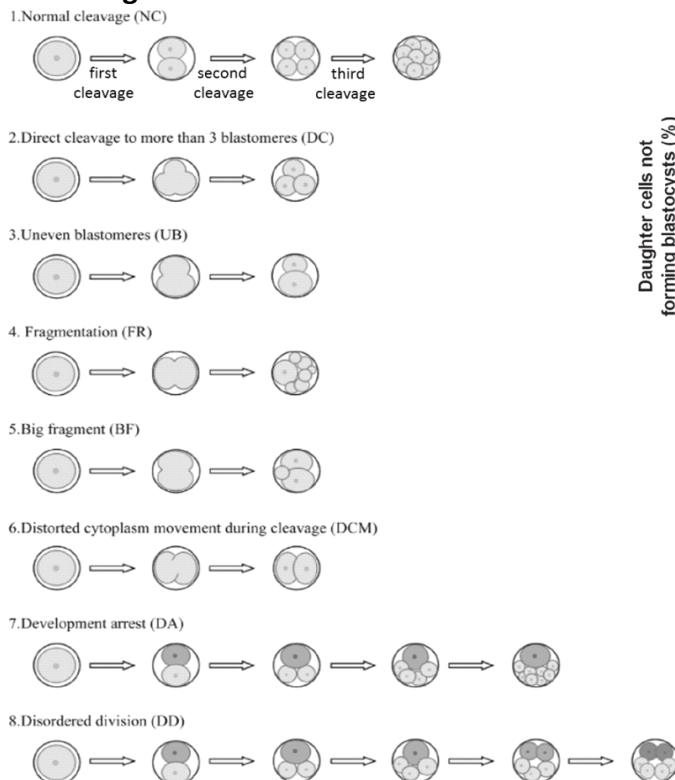 1.Normal cleavage (NC)
first cleavage
second cleavage
third cleavage
2.Direct cleavage to more than 3 blastomeres (DC)
3.Uneven blastomeres (UB)
4. Fragmentation (FR)
5.Big fragment (BF)
6.Distorted cytoplasm movement during cleavage (DCM)
7.Development arrest (DA)
8.Disordered division (DD)
Daughter cells not
forming blastocysts (%)